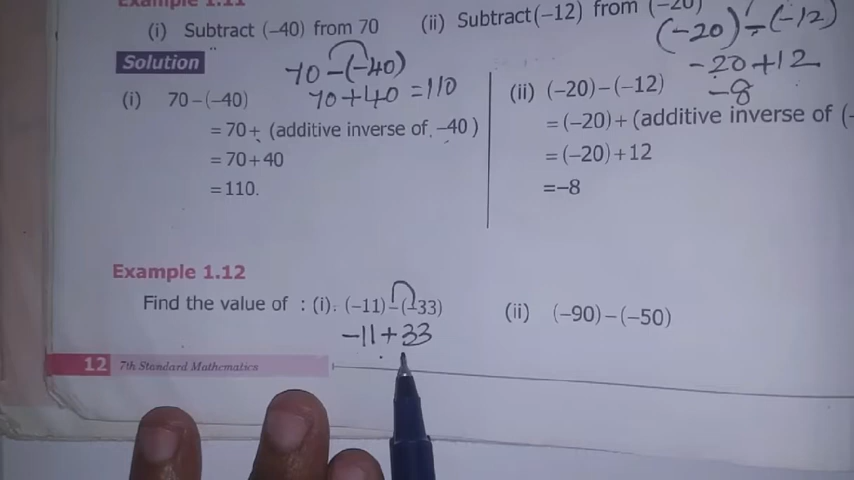 Example 1.11
(i) Subtract (−40) from 70
(ii) Subtract (−12) from (−20)
(−20) − (−12)
−20+12
−8
Solution
70 − (−40)
70+40 =110
(i) 70 − (−40)
= 70 + (additive inverse of −40)
= 70 + 40
= 110.
(ii) (−20) − (−12)
= (−20) + (additive inverse of (−
= (−20) + 12
= −8
Example 1.12
Find the value of : (i). (−11) − (−33)
−11+33
(ii) (−90) − (−50)
12 7th Standard Mathematics